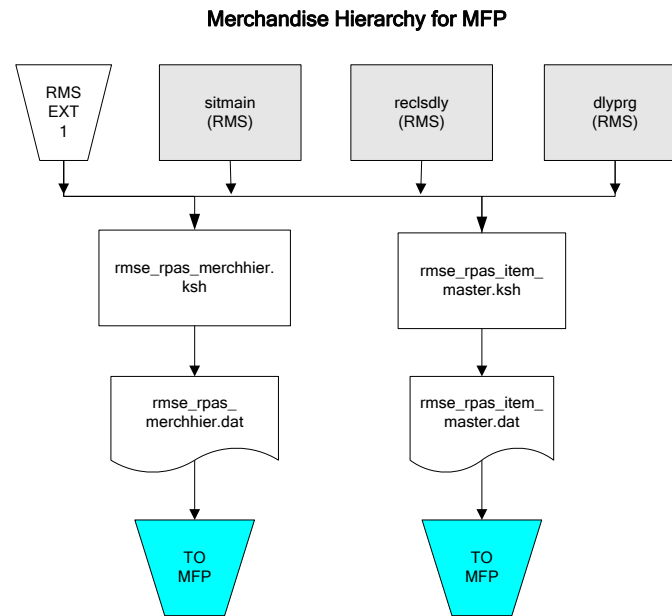 Merchandise Hierarchy for MFP
RMS
EXT
1
sitmain
(RMS)
reclsdly
(RMS)
dlyprg
(RMS)
rmse_rpas_merchhier.
ksh
rmse_rpas_item_
master.ksh
rmse_rpas_
merchhier.dat
rmse_rpas_item_
master.dat
TO
MFP
TO
MFP